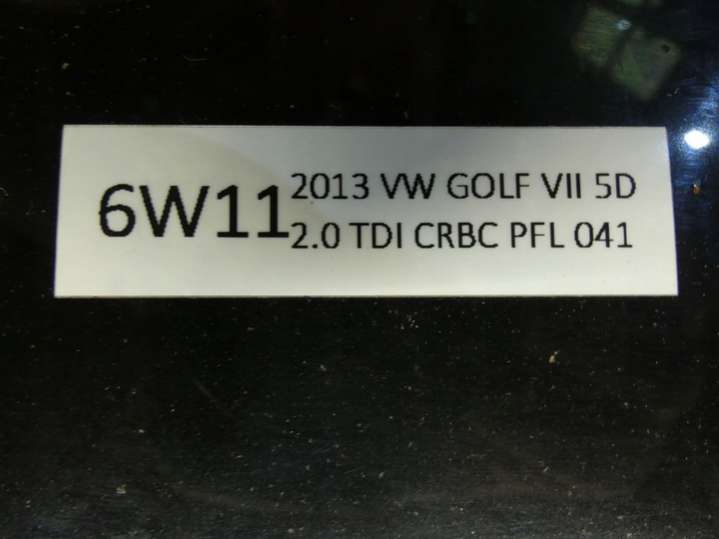 6W11
2013 VW GOLF VII 5D
2.0 TDI CRBC PFL 041